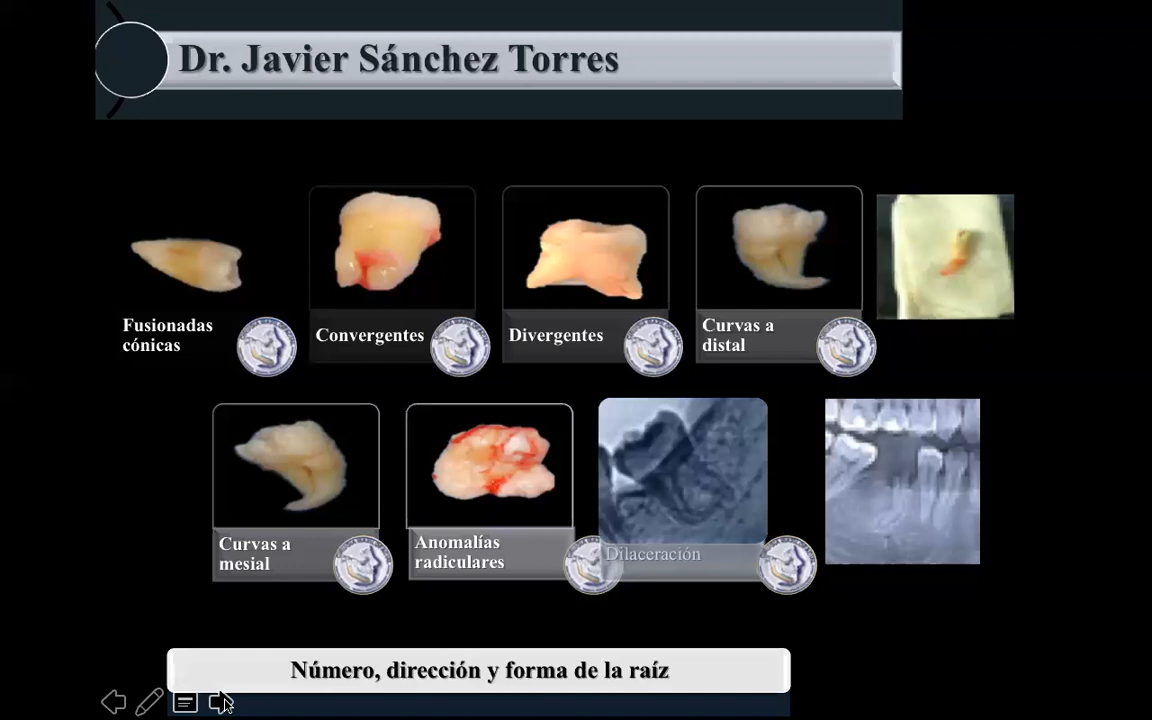 Dr. Javier Sánchez Torres
Fusionadas
cónicas
Convergentes
Divergentes
Curvas a
distal
Curvas a
mesial
Anomalías
radiculares
Dilaceración
Número, dirección y forma de la raíz